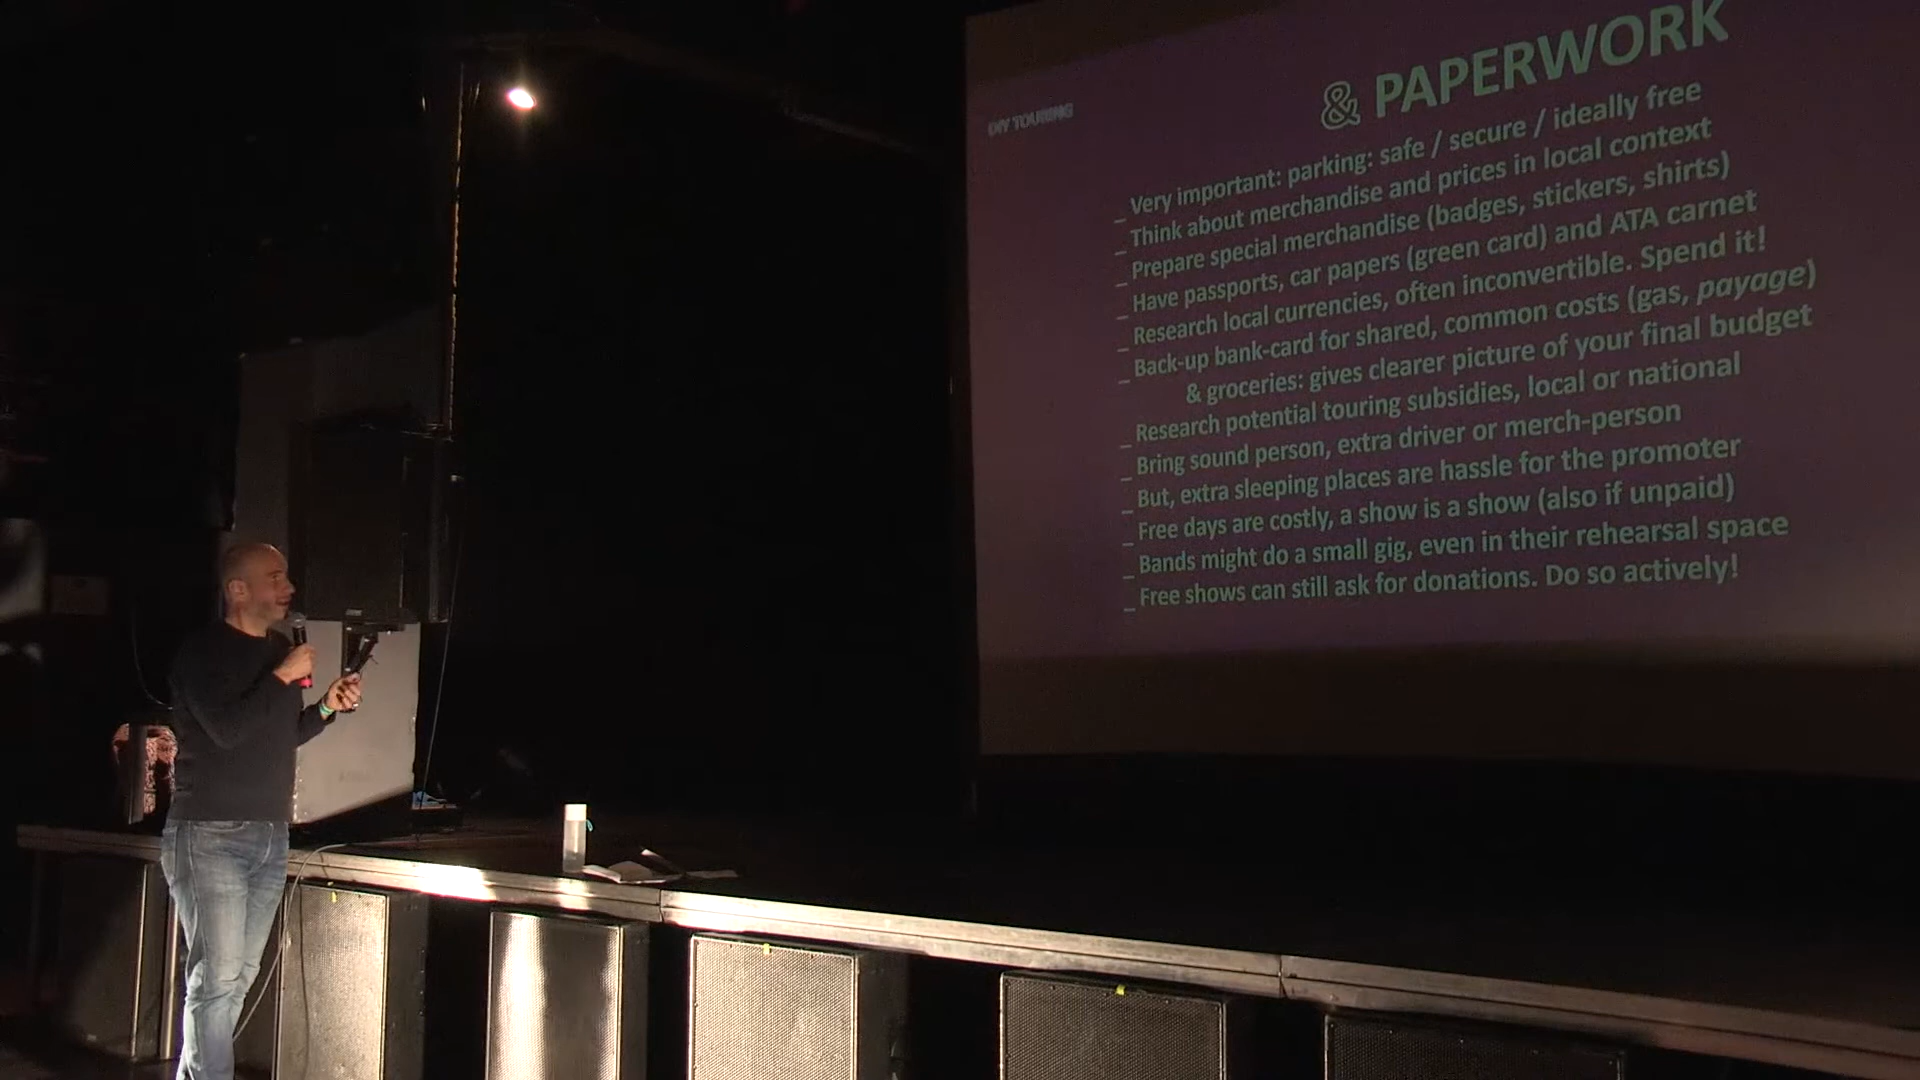 & PAPERWORK
DIY TOURING
_ Very important: parking: safe / secure / ideally free
_ Think about merchandise and prices in local context
_ Prepare special merchandise (badges, stickers, shirts)
_ Have passports, car papers (green card) and ATA carnet
_ Research local currencies, often inconvertible. Spend it!
_ Back-up bank-card for shared, common costs (gas, payage)
& groceries: gives clearer picture of your final budget
_ Research potential touring subsidies, local or national
_ Bring sound person, extra driver or merch-person
_ But, extra sleeping places are hassle for the promoter
_ Free days are costly, a show is a show (also if unpaid)
_ Bands might do a small gig, even in their rehearsal space
_ Free shows can still ask for donations. Do so actively!